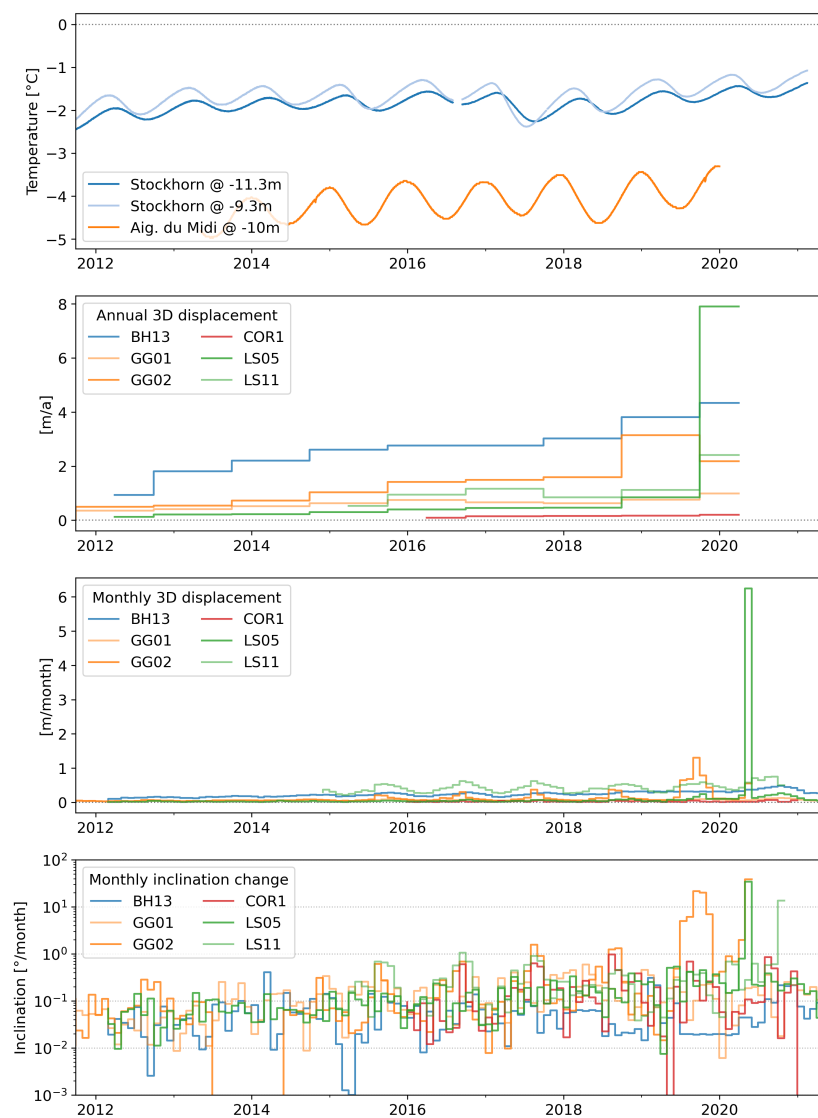 0
−1
−2
−3
−4
−5
Temperature [°C]
Stockhorn @ -11.3m
Stockhorn @ -9.3m
Aig. du Midi @ -10m
2012 2014 2016 2018 2020
8
6
4
2
0
[m/a]
Annual 3D displacement
BH13 COR1
GG01 LS05
GG02 LS11
2012 2014 2016 2018 2020
6
5
4
3
2
1
0
[m/month]
Monthly 3D displacement
BH13 COR1
GG01 LS05
GG02 LS11
2012 2014 2016 2018 2020
10²
10¹
10⁰
10⁻¹
10⁻²
10⁻³
Inclination [°/month]
Monthly inclination change
BH13 COR1
GG01 LS05
GG02 LS11
2012 2014 2016 2018 2020